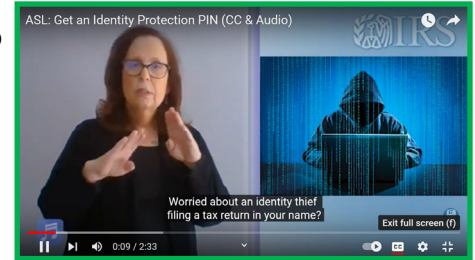 ASL: Get an Identity Protection PIN (CC & Audio)
IRS
Worried about an identity thief
filing a tax return in your name?
Exit full screen (f)
0:09 / 2:33
CC